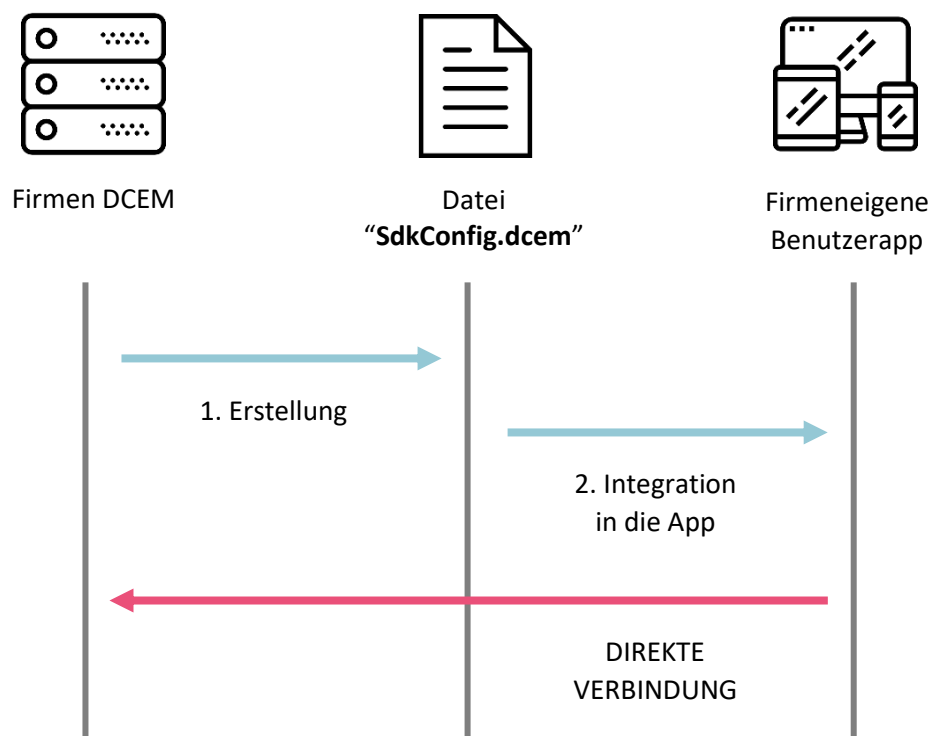 Firmen DCEM
Datei
“SdkConfig.dcem”
Firmeneigene
Benutzerapp
1. Erstellung
2. Integration
in die App
DIREKTE
VERBINDUNG